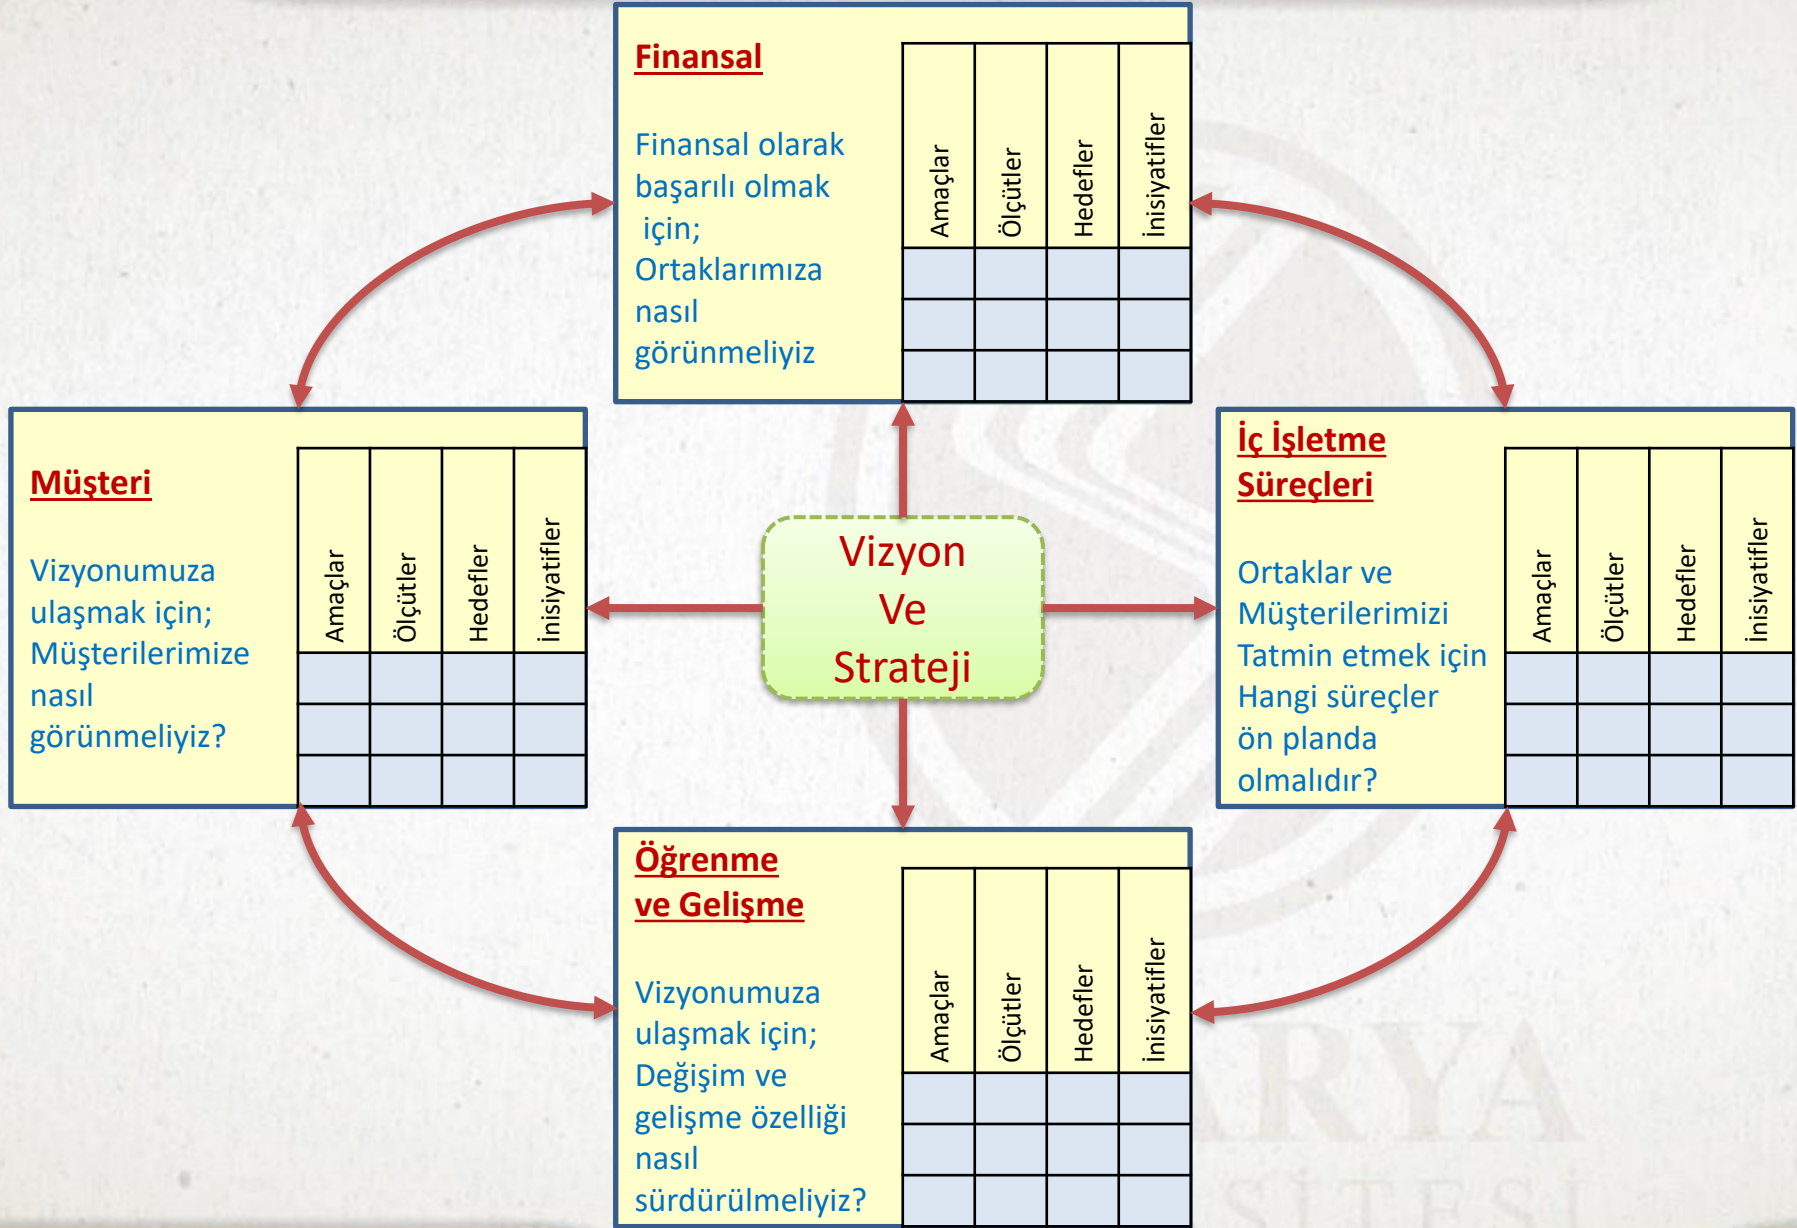 Finansal
Finansal olarak
başarılı olmak
için;
Ortaklarımıza
nasıl
görünmeliyiz
Amaçlar
Ölçütler
Hedefler
İnisiyatifler
Müşteri
Vizyonumuza
ulaşmak için;
Müşterilerimize
nasıl
görünmeliyiz?
Amaçlar
Ölçütler
Hedefler
İnisiyatifler
Vizyon
Ve
Strateji
İç İşletme
Süreçleri
Ortaklar ve
Müşterilerimizi
Tatmin etmek için
Hangi süreçler
ön planda
olmalıdır?
Amaçlar
Ölçütler
Hedefler
İnisiyatifler
Öğrenme
ve Gelişme
Vizyonumuza
ulaşmak için;
Değişim ve
gelişme özelliği
nasıl
sürdürülmeliyiz?
Amaçlar
Ölçütler
Hedefler
İnisiyatifler